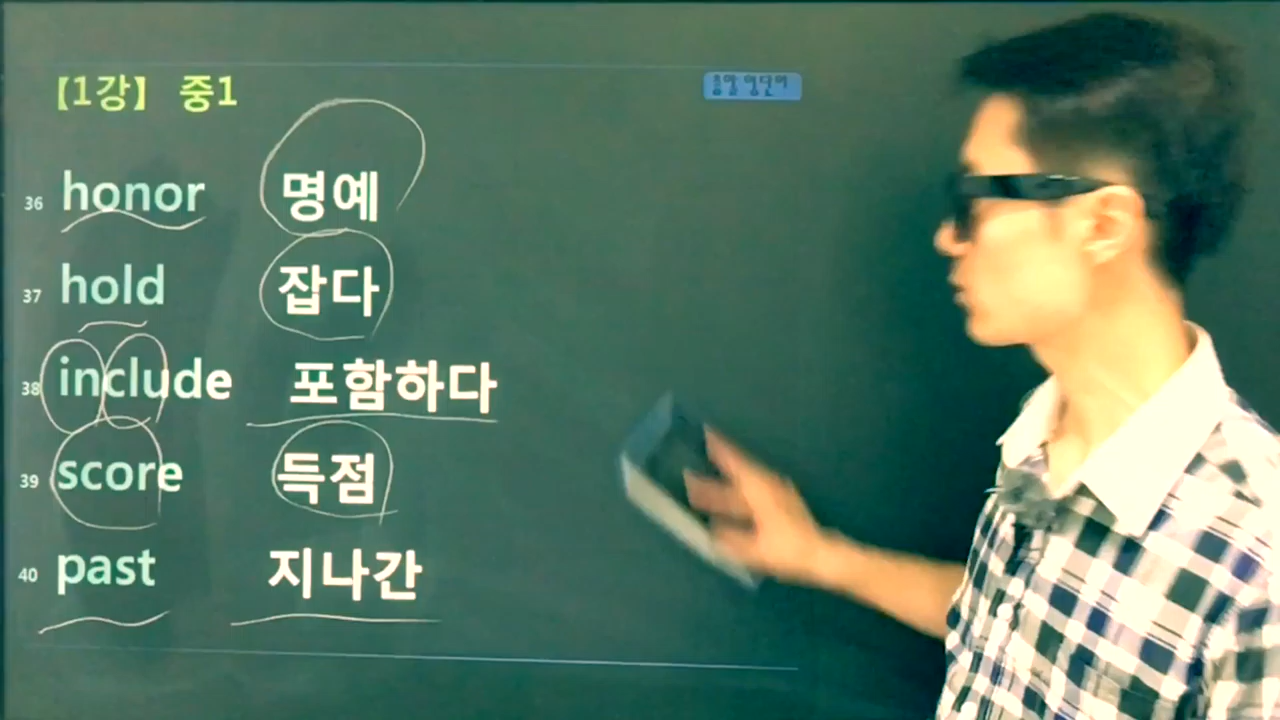 【1강】 중1
36 honor 명예
37 hold 잡다
38 include 포함하다
39 score 득점
40 past 지나간